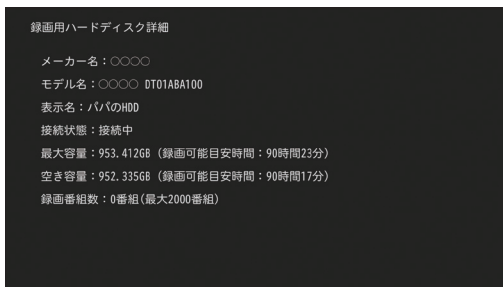 録画用ハードディスク詳細
メーカー名：○○○○
モデル名：○○○○ DT01ABA100
表示名：パパのHDD
接続状態：接続中
最大容量：953.412GB（録画可能目安時間：90時間23分）
空き容量：952.335GB（録画可能目安時間：90時間17分）
録画番組数：0番組(最大2000番組)